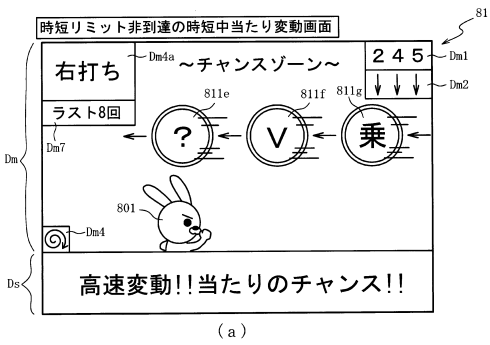 時短リミット非到達の時短中当たり変動画面
81
右打ち
Dm4a
～チャンスゾーン～
2 4 5
Dm1
↓ ↓ ↓
Dm2
ラスト8回
Dm7
811e
811f
811g
？
V
乗
Dm
801
Dm4
Ds
高速変動!!当たりのチャンス!!
(a)